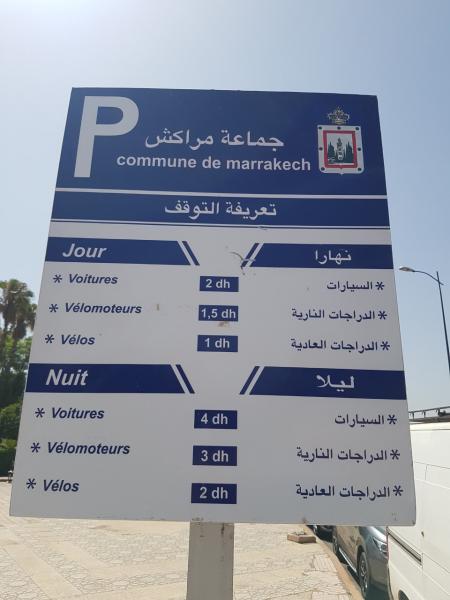 P
جماعة مراكش
commune de marrakech
تعريفة التوقف
Jour نهارا
* Voitures 2 dh السيارات *
* Vélomoteurs 1,5 dh الدراجات النارية *
* Vélos 1 dh الدراجات العادية *
Nuit ليلا
* Voitures 4 dh السيارات *
* Vélomoteurs 3 dh الدراجات النارية *
* Vélos 2 dh الدراجات العادية *